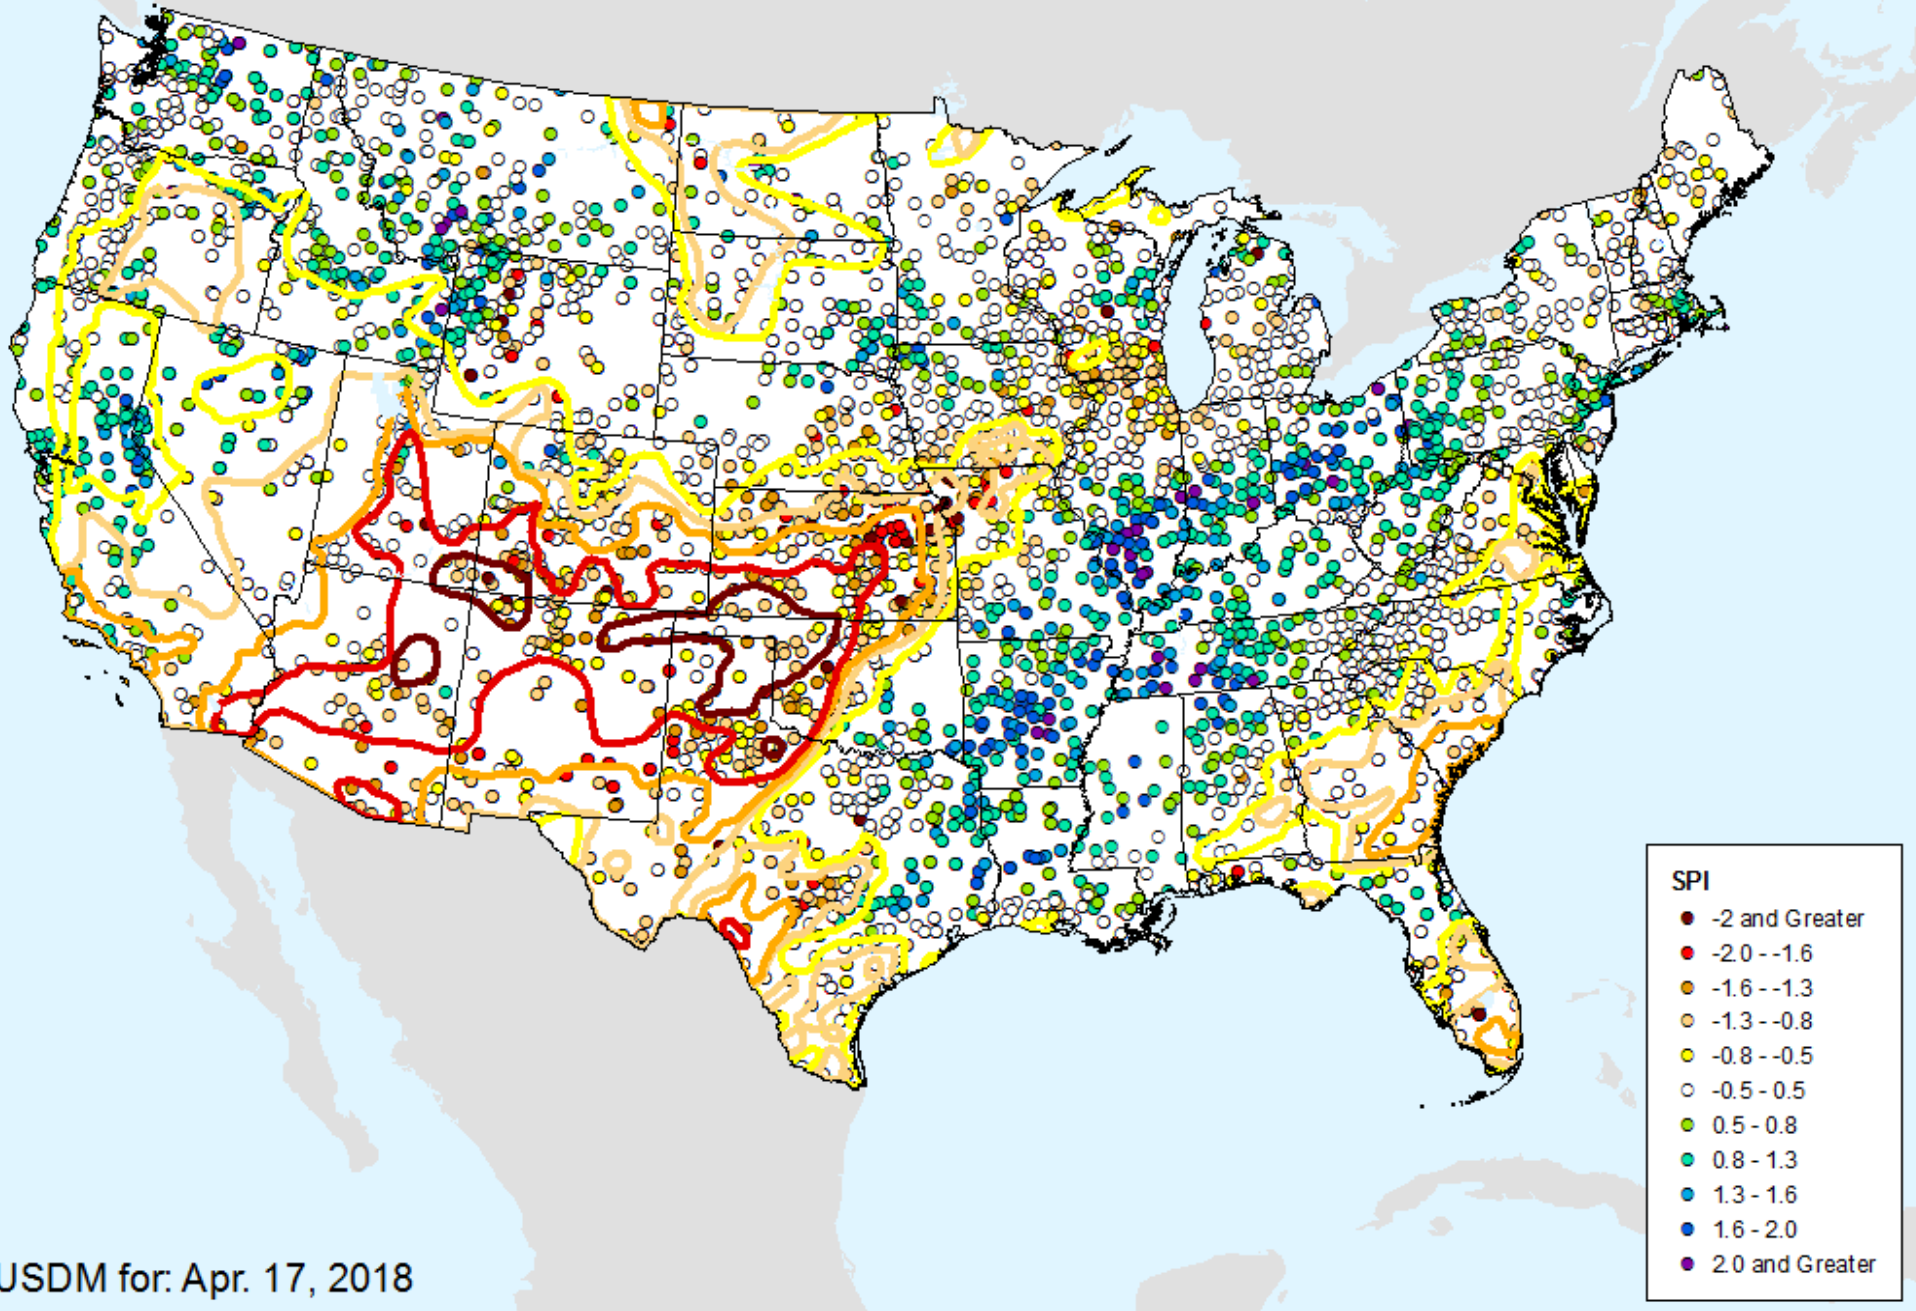 SPI
-2 and Greater
-2.0 - -1.6
-1.6 - -1.3
-1.3 - -0.8
-0.8 - -0.5
-0.5 - 0.5
0.5 - 0.8
0.8 - 1.3
1.3 - 1.6
1.6 - 2.0
2.0 and Greater
USDM for: Apr. 17, 2018